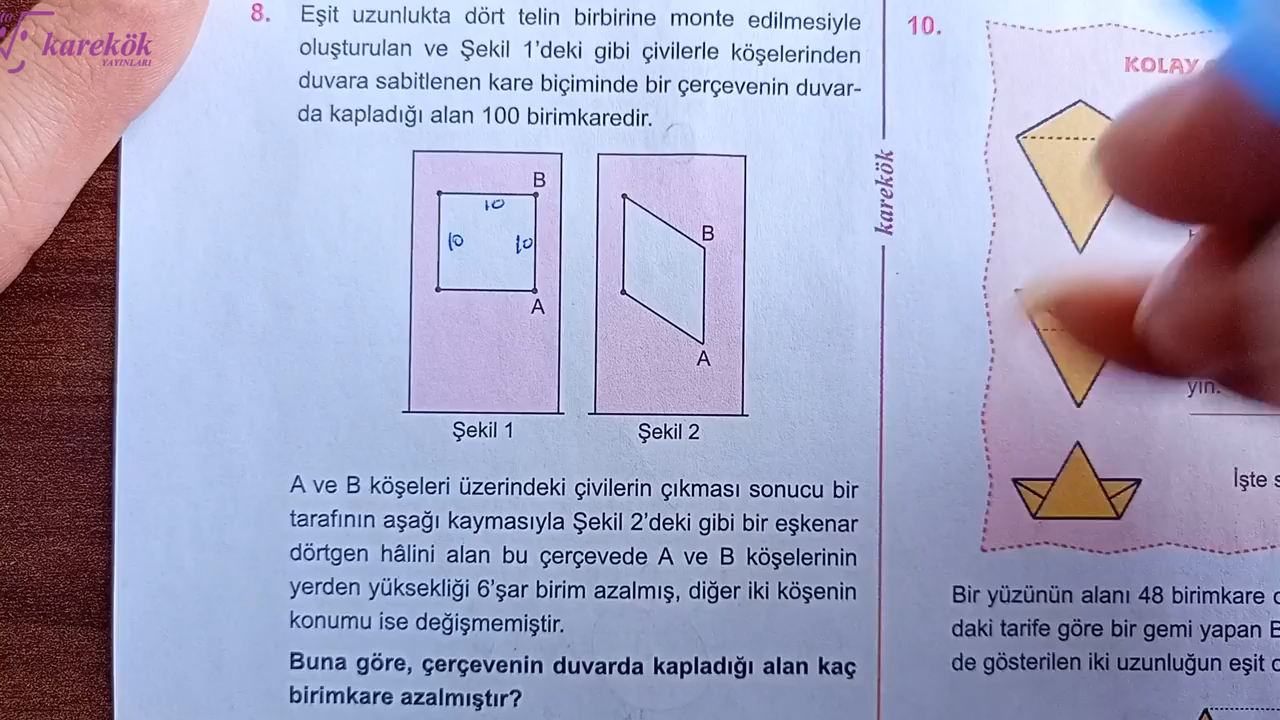 karekök
YAYINLARI
8. Eşit uzunlukta dört telin birbirine monte edilmesiyle
oluşturulan ve Şekil 1'deki gibi çivilerle köşelerinden
duvara sabitlenen kare biçiminde bir çerçevenin duvar-
da kapladığı alan 100 birimkaredir.
B
10
10
10
A
Şekil 1
B
A
Şekil 2
A ve B köşeleri üzerindeki çivilerin çıkması sonucu bir
tarafının aşağı kaymasıyla Şekil 2'deki gibi bir eşkenar
dörtgen hâlini alan bu çerçevede A ve B köşelerinin
yerden yüksekliği 6'şar birim azalmış, diğer iki köşenin
konumu ise değişmemiştir.
Buna göre, çerçevenin duvarda kapladığı alan kaç
birimkare azalmıştır?
karekök
10.
KOLAY
yın.
İşte
Bir yüzünün alanı 48 birimkare
daki tarife göre bir gemi yapan
de gösterilen iki uzunluğun eşit